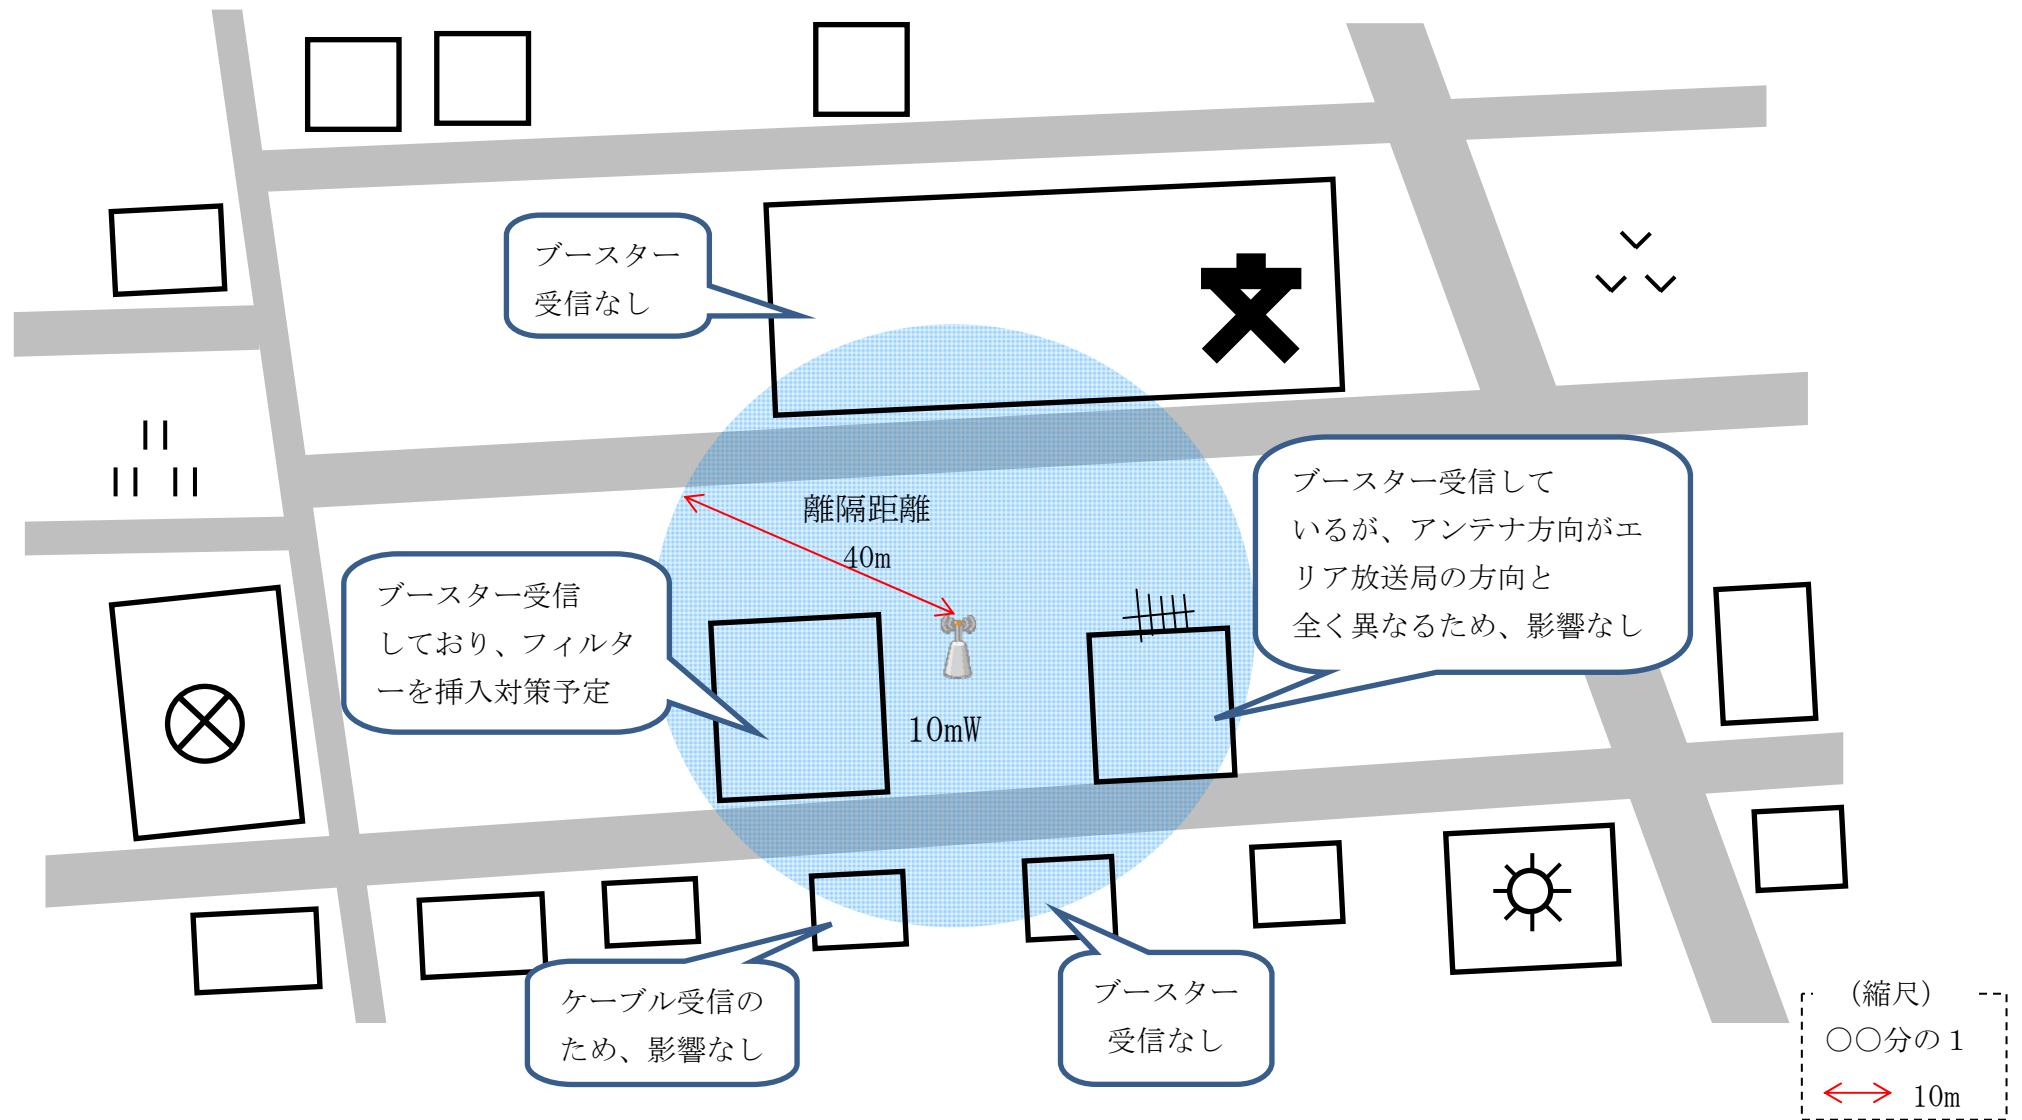 ブースター
受信なし
離隔距離
40m
ブースター受信して
いるが、アンテナ方向がエ
リア放送局の方向と
全く異なるため、影響なし
ブースター受信
しており、フィルタ
ーを挿入対策予定
10mW
ケーブル受信の
ため、影響なし
ブースター
受信なし
（縮尺）
○○分の１
10m